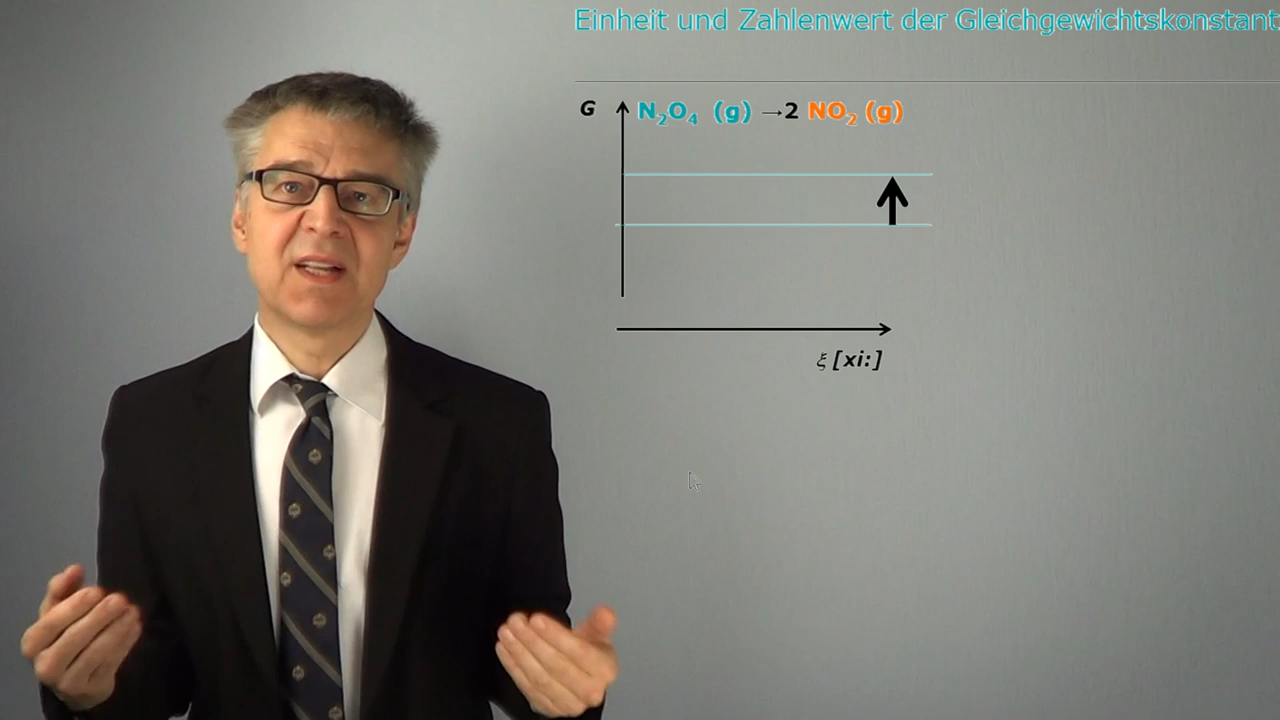 Einheit und Zahlenwert der Gleichgewichtskonstant
G N₂O₄ (g) →2 NO₂ (g)
ξ [xi:]